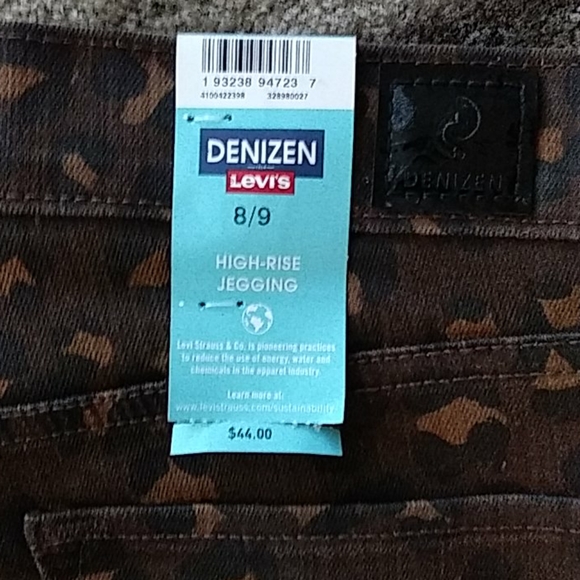 1 93238 94723 7
4100422398 328980027
DENIZEN
Levi's
8/9
HIGH-RISE
JEGGING
Levi Strauss & Co. is pioneering practices
to reduce the use of energy, water and
chemicals in the apparel industry.
Learn more at:
www.levistrauss.com/sustainability
$44.00
DENIZEN